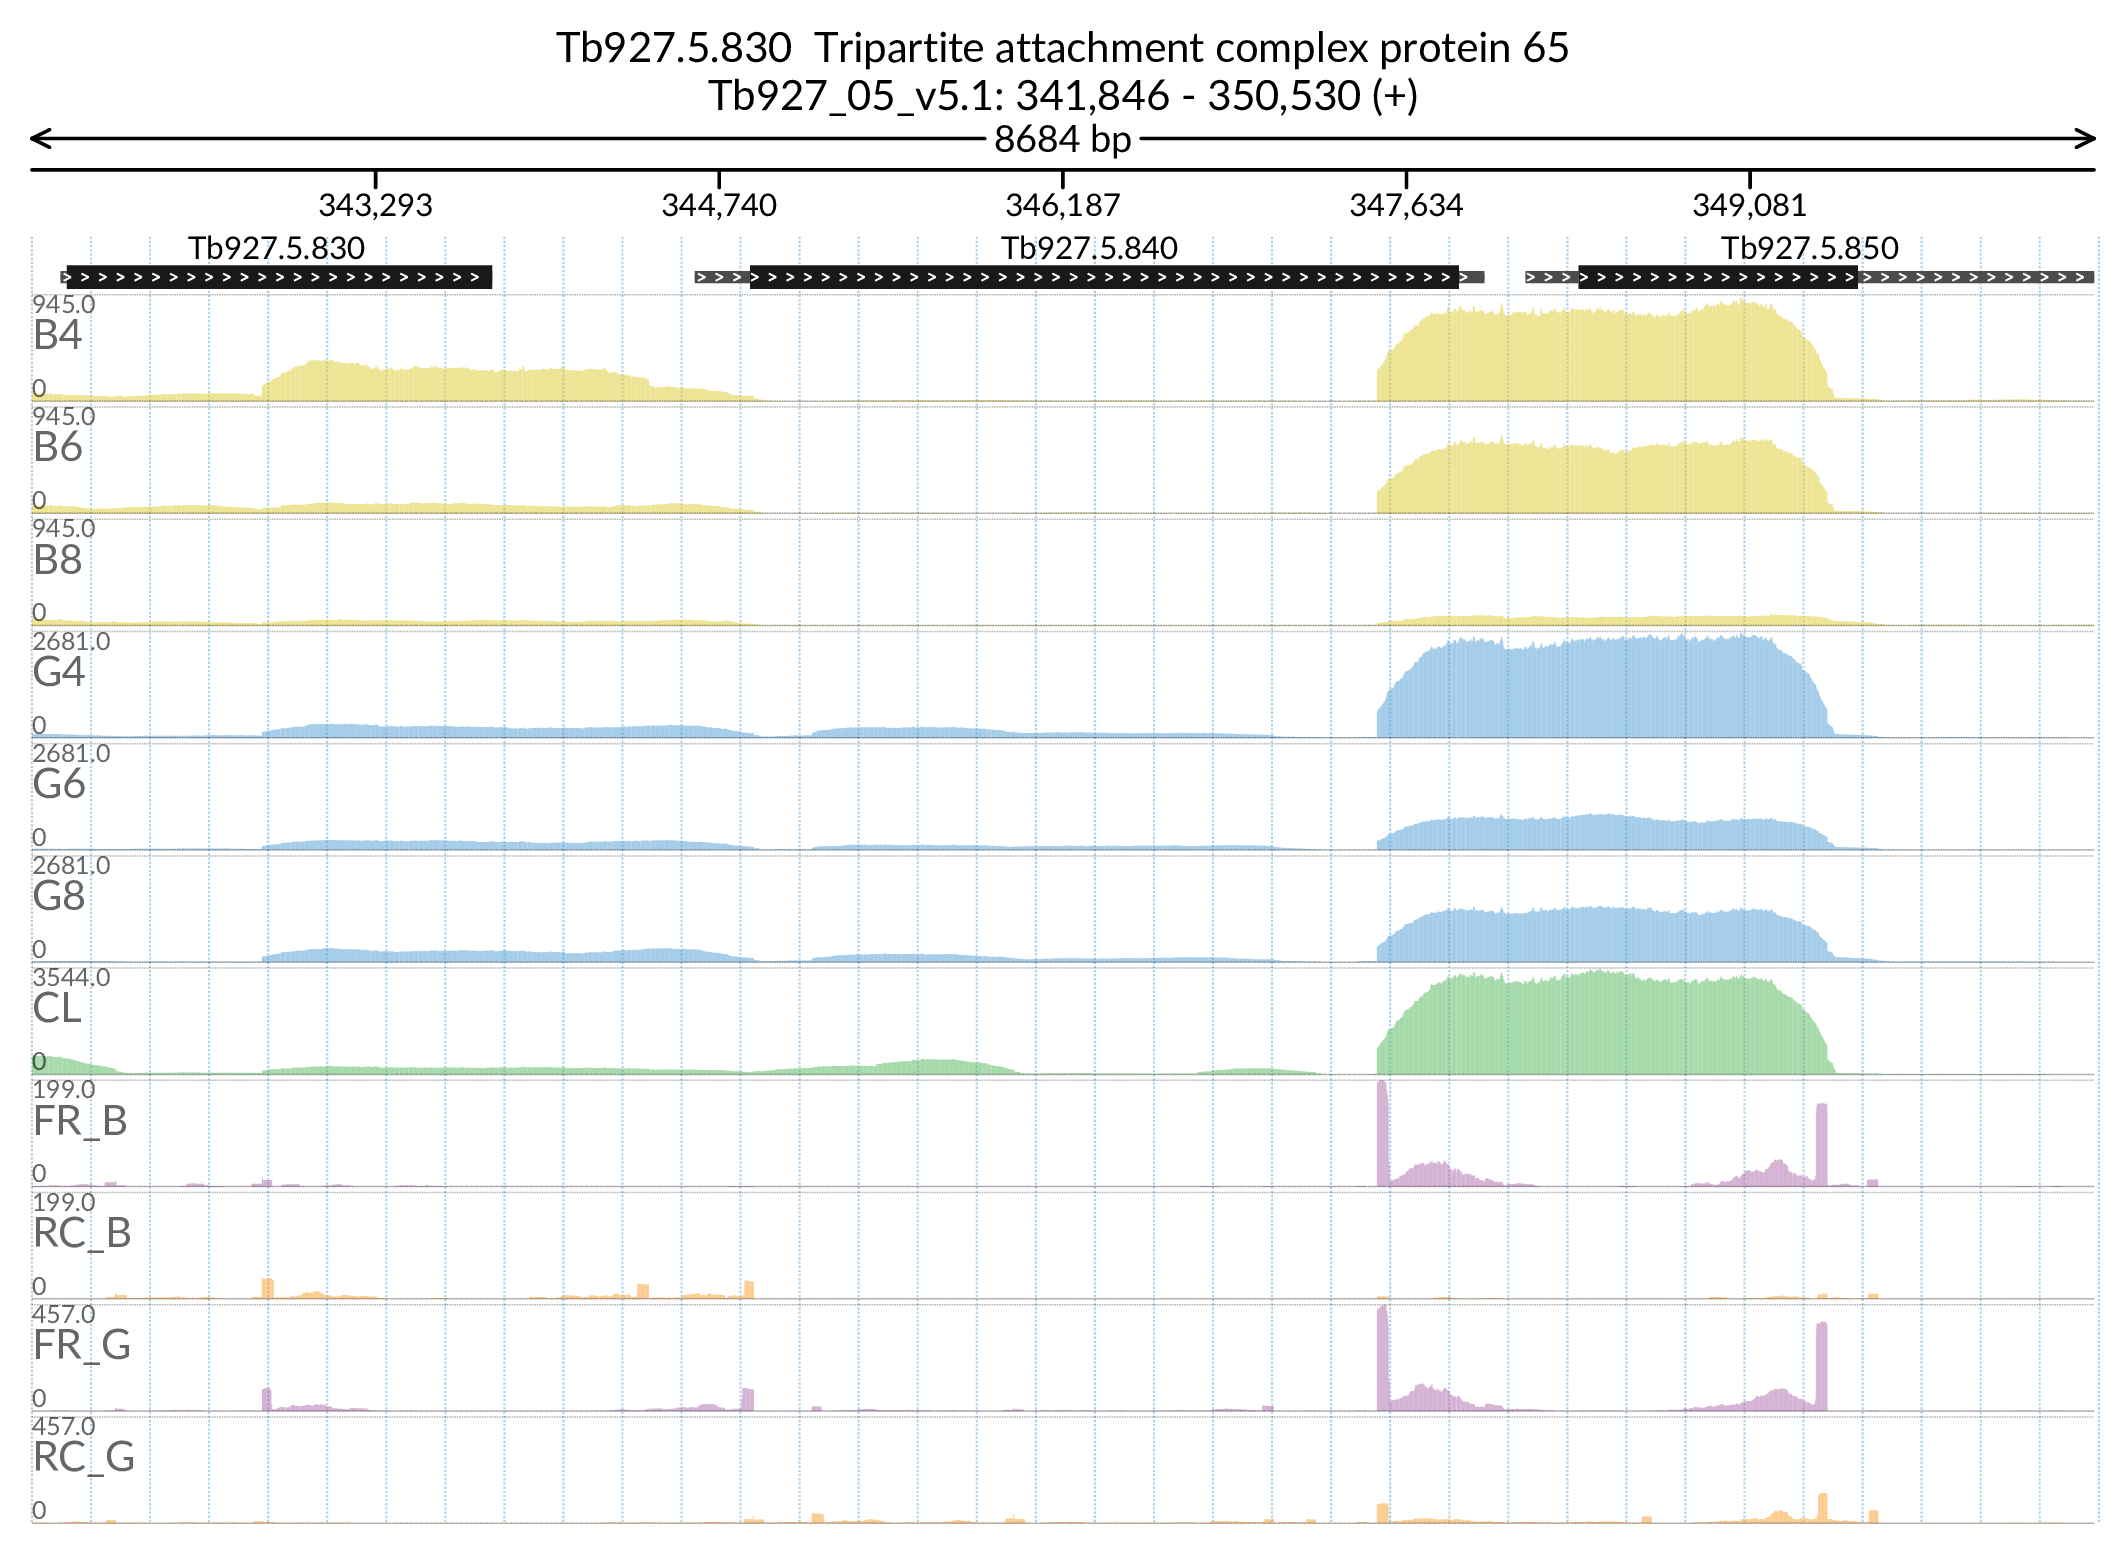 Tb927.5.830 Tripartite attachment complex protein 65
Tb927_05_v5.1: 341,846 - 350,530 (+)
8684 bp
343,293 344,740 346,187 347,634 349,081
Tb927.5.830 Tb927.5.840 Tb927.5.850
945.0
B4
0
945.0
B6
0
945.0
B8
0
2681.0
G4
0
2681.0
G6
0
2681.0
G8
0
3544.0
CL
0
199.0
FR_B
0
199.0
RC_B
0
457.0
FR_G
0
457.0
RC_G
0